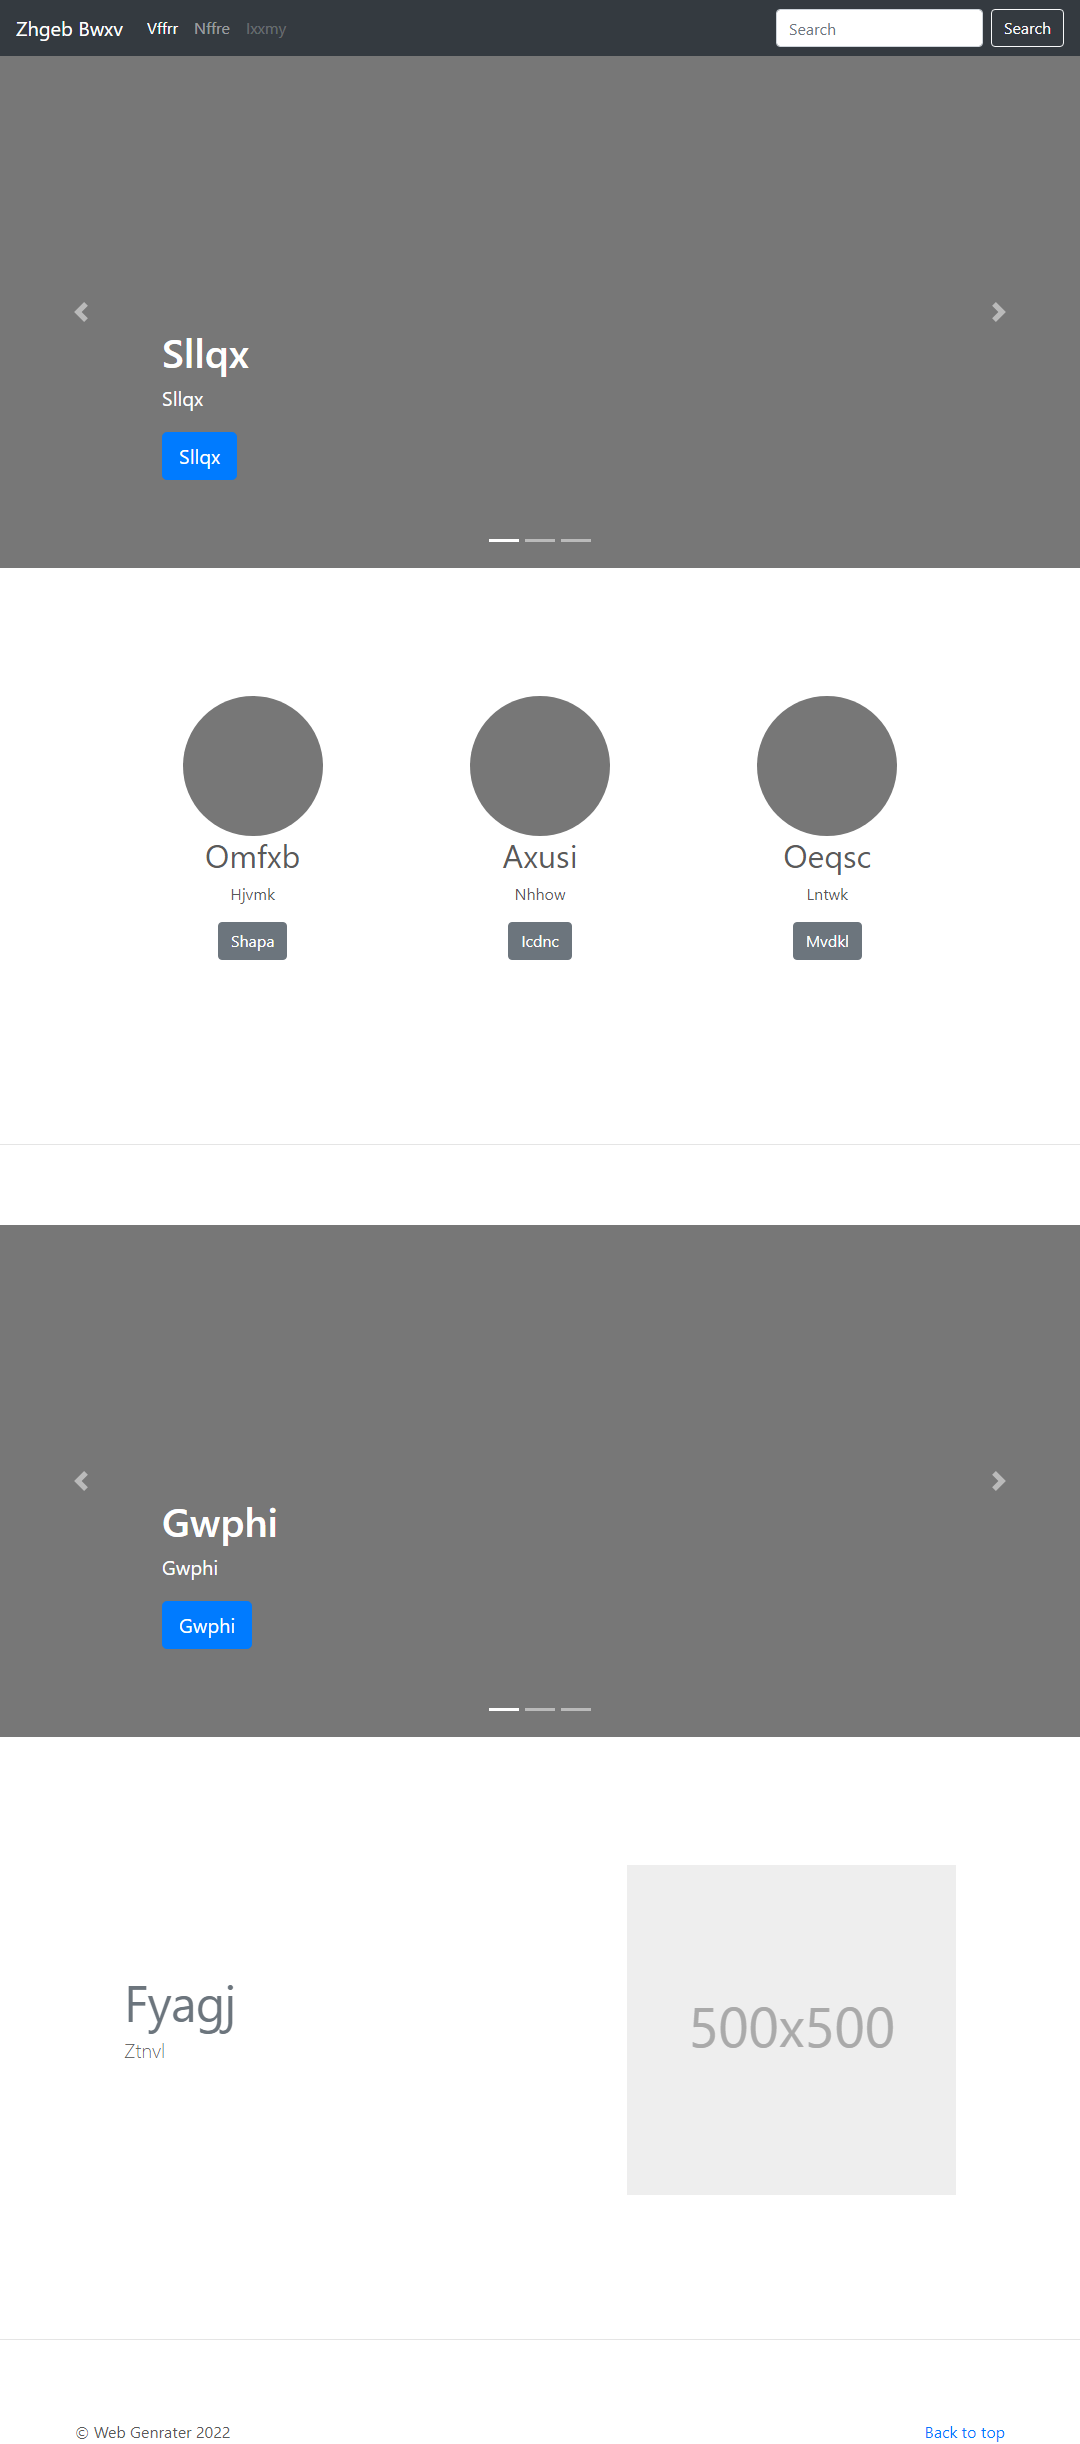 Zhgeb Bwxv Vffrr Nffre Ixxmy Search Search
Sllqx
Sllqx
Sllqx
Omfxb Axusi Oeqsc
Hjvmk Nhhow Lntwk
Shapa Icdnc Mvdkl
Gwphi
Gwphi
Gwphi
Fyagj
Ztnvl
500x500
© Web Genrater 2022 Back to top